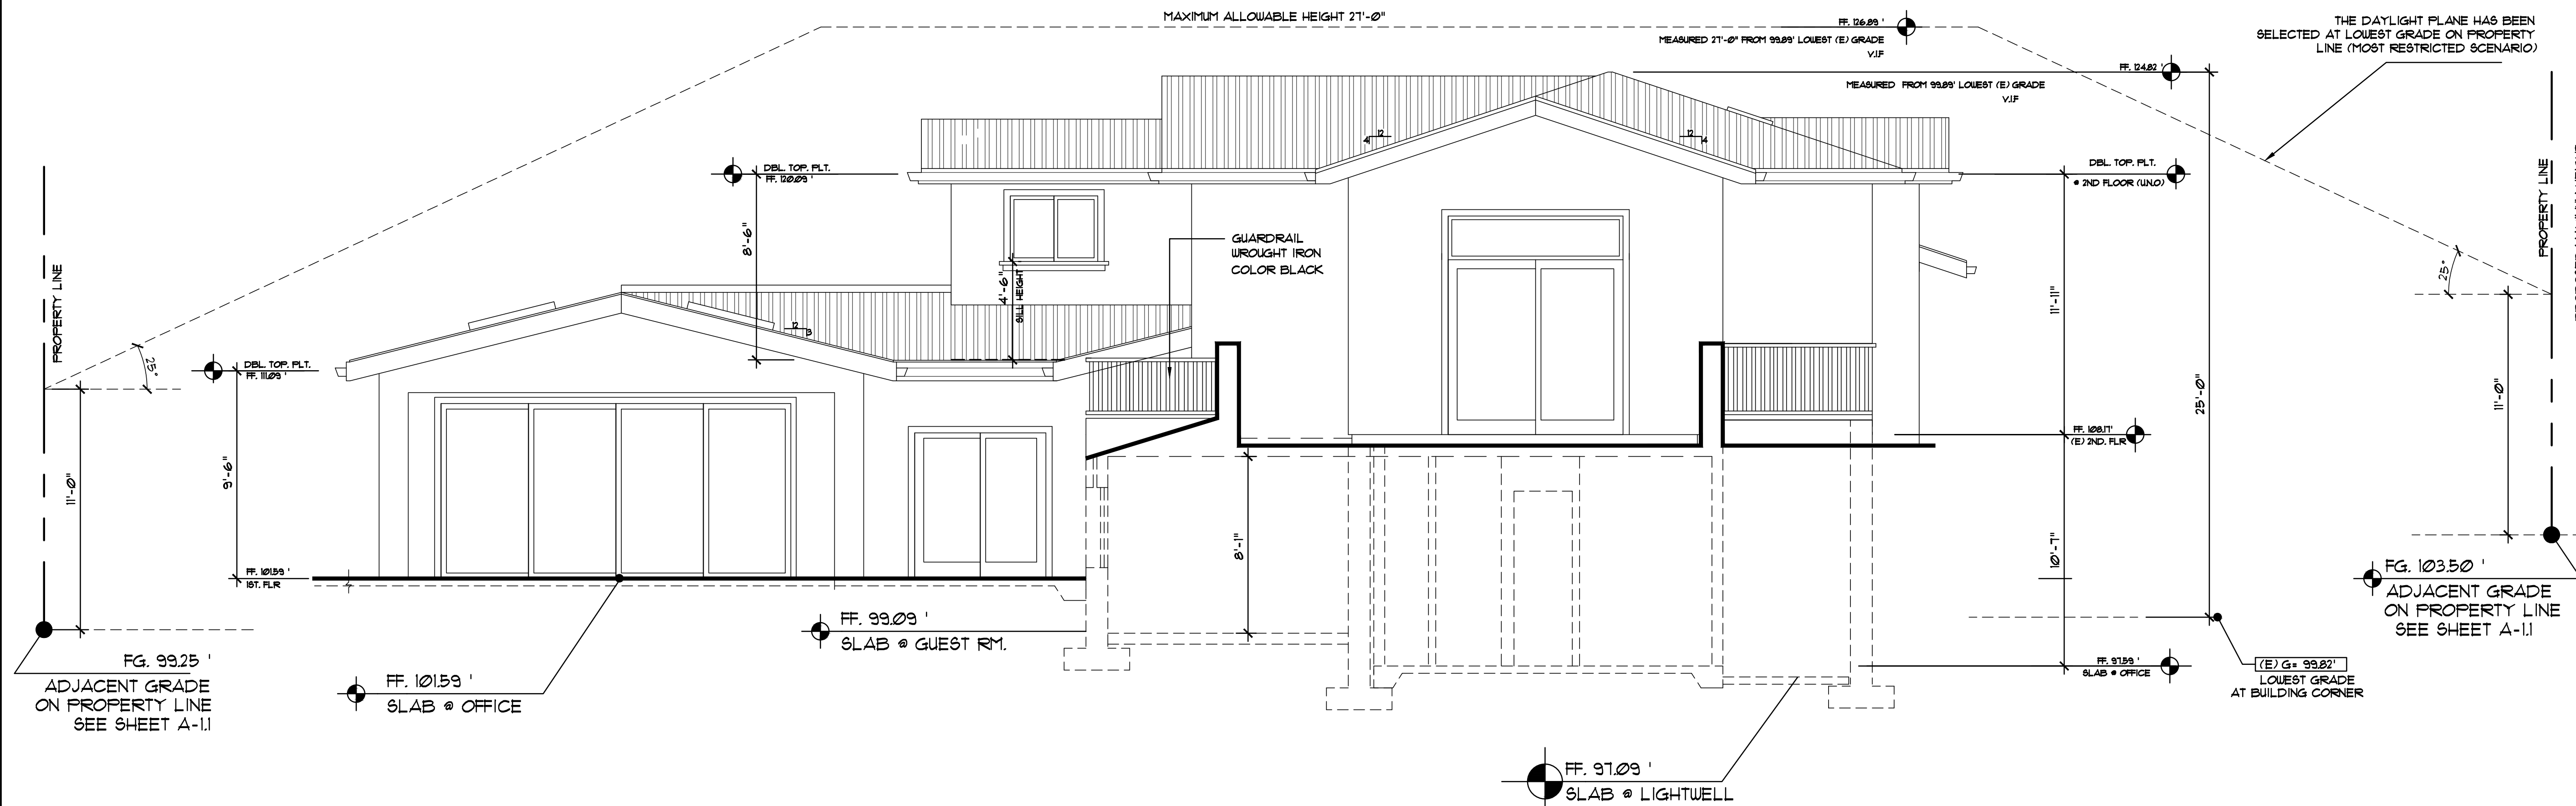 MAXIMUM ALLOWABLE HEIGHT 27'-0"
FF. 126.89 '
MEASURED 27'-0" FROM 99.89' LOWEST (E) GRADE
V.I.F
THE DAYLIGHT PLANE HAS BEEN
SELECTED AT LOWEST GRADE ON PROPERTY
LINE (MOST RESTRICTED SCENARIO)
FF. 124.82 '
MEASURED FROM 99.89' LOWEST (E) GRADE
V.I.F
12
4
12
4
DBL. TOP. PLT.
FF. 120.09 '
DBL. TOP. PLT.
@ 2ND FLOOR (U.N.O)
PROPERTY LINE
PROPERTY LINE
8'-6"
GUARDRAIL
WROUGHT IRON
COLOR BLACK
4'-6"
SILL HEIGHT
25°
11'-11"
12
3
25°
DBL. TOP. PLT.
FF. 111.09 '
25'-0"
11'-0"
11'-0"
9'-6"
FF. 108.17'
(E) 2ND. FLR
8'-1"
10'-7"
FF. 101.59 '
1ST. FLR
FG. 103.50 '
ADJACENT GRADE
ON PROPERTY LINE
SEE SHEET A-1.1
FF. 99.09 '
SLAB @ GUEST RM.
FG. 99.25 '
ADJACENT GRADE
ON PROPERTY LINE
SEE SHEET A-1.1
FF. 101.59 '
SLAB @ OFFICE
FF. 97.59 '
SLAB @ OFFICE
(E) G= 99.82'
LOWEST GRADE
AT BUILDING CORNER
FF. 97.09 '
SLAB @ LIGHTWELL